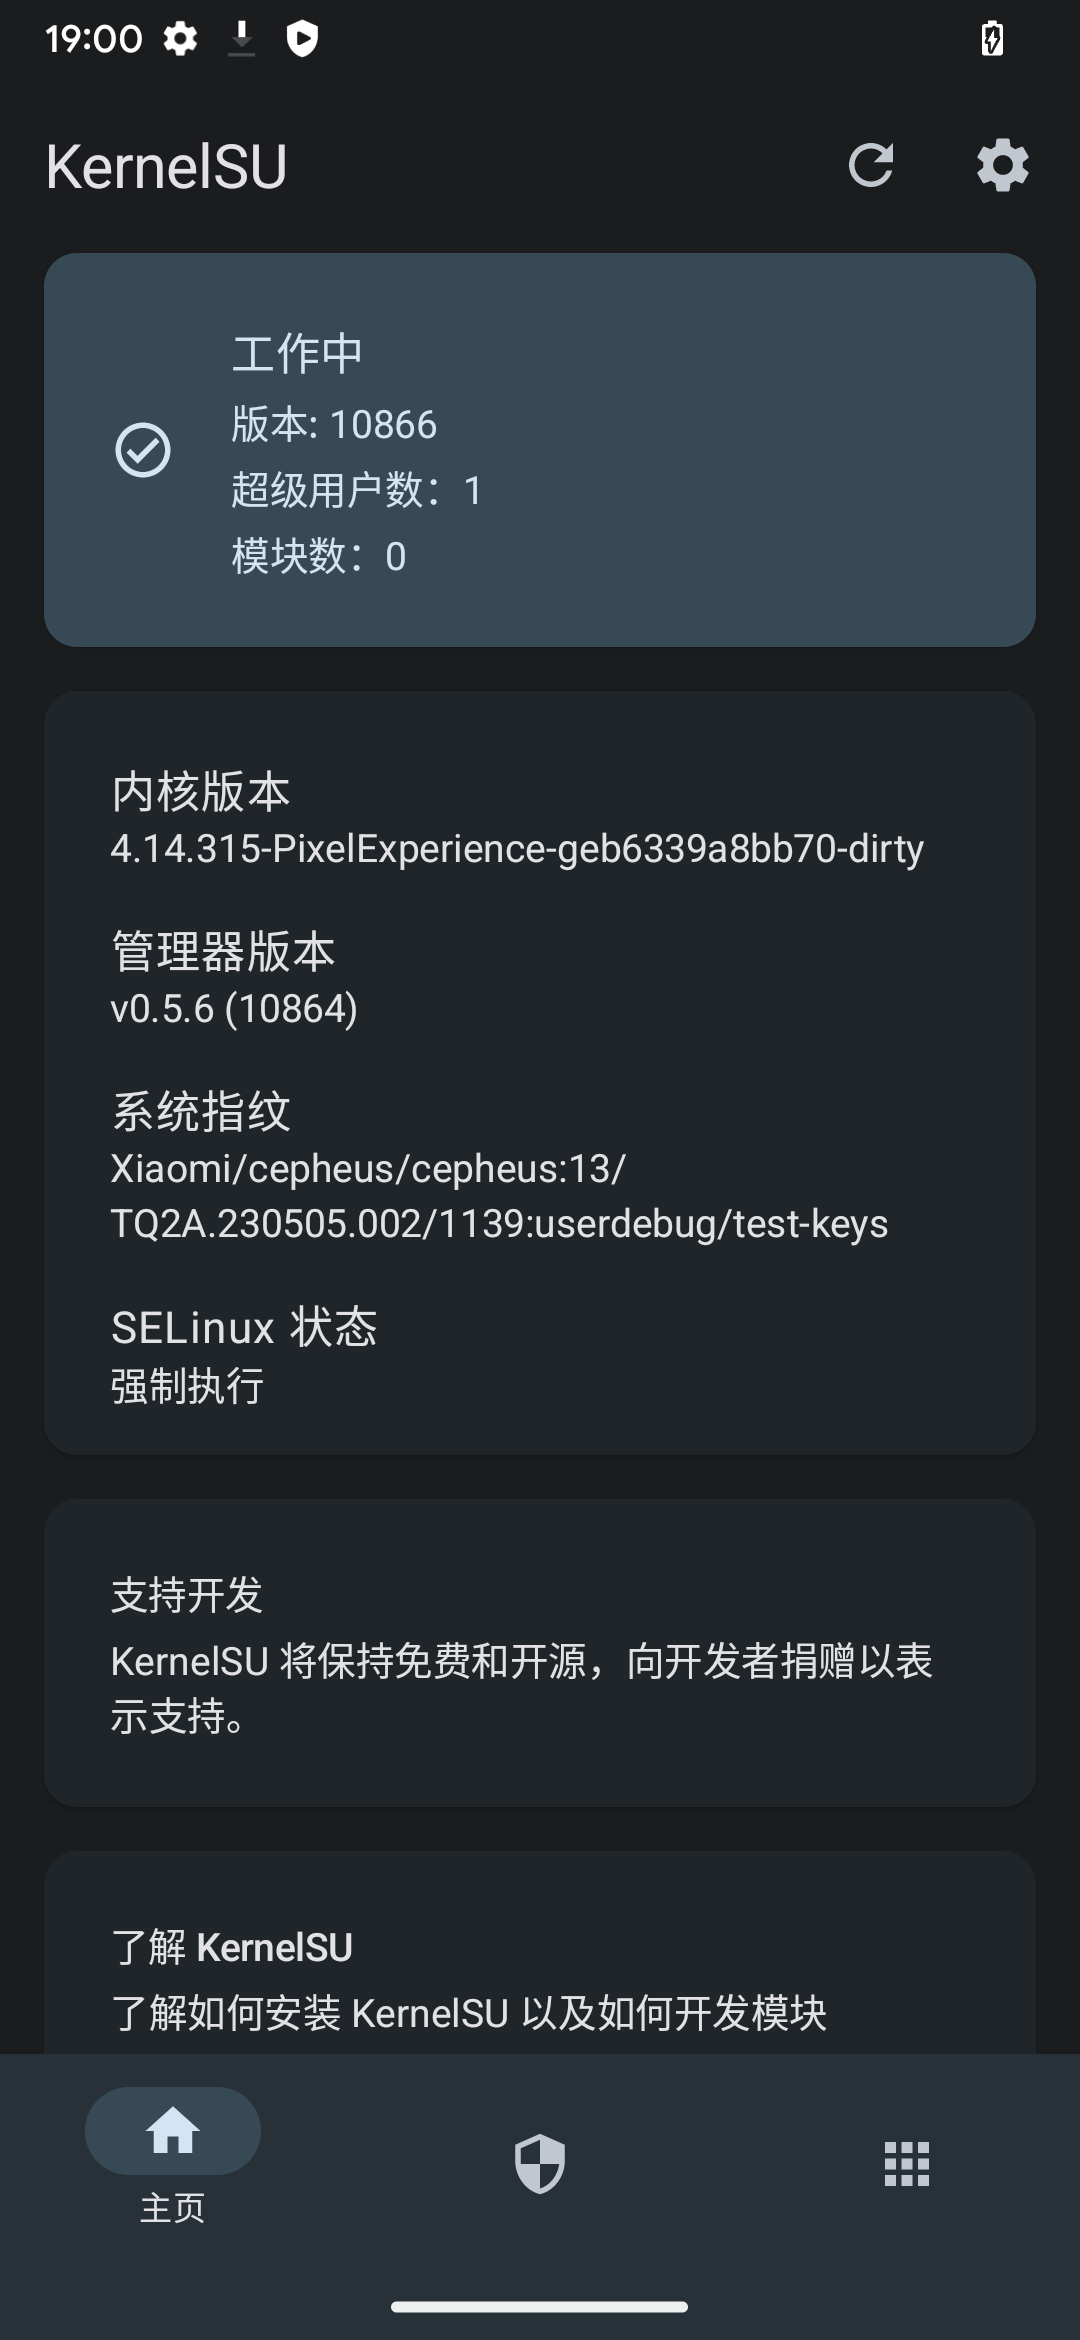 19:00
KernelSU
工作中
版本: 10866
超级用户数：1
模块数：0
内核版本
4.14.315-PixelExperience-geb6339a8bb70-dirty
管理器版本
v0.5.6 (10864)
系统指纹
Xiaomi/cepheus/cepheus:13/
TQ2A.230505.002/1139:userdebug/test-keys
SELinux 状态
强制执行
支持开发
KernelSU 将保持免费和开源，向开发者捐赠以表
示支持。
了解 KernelSU
了解如何安装 KernelSU 以及如何开发模块
主页